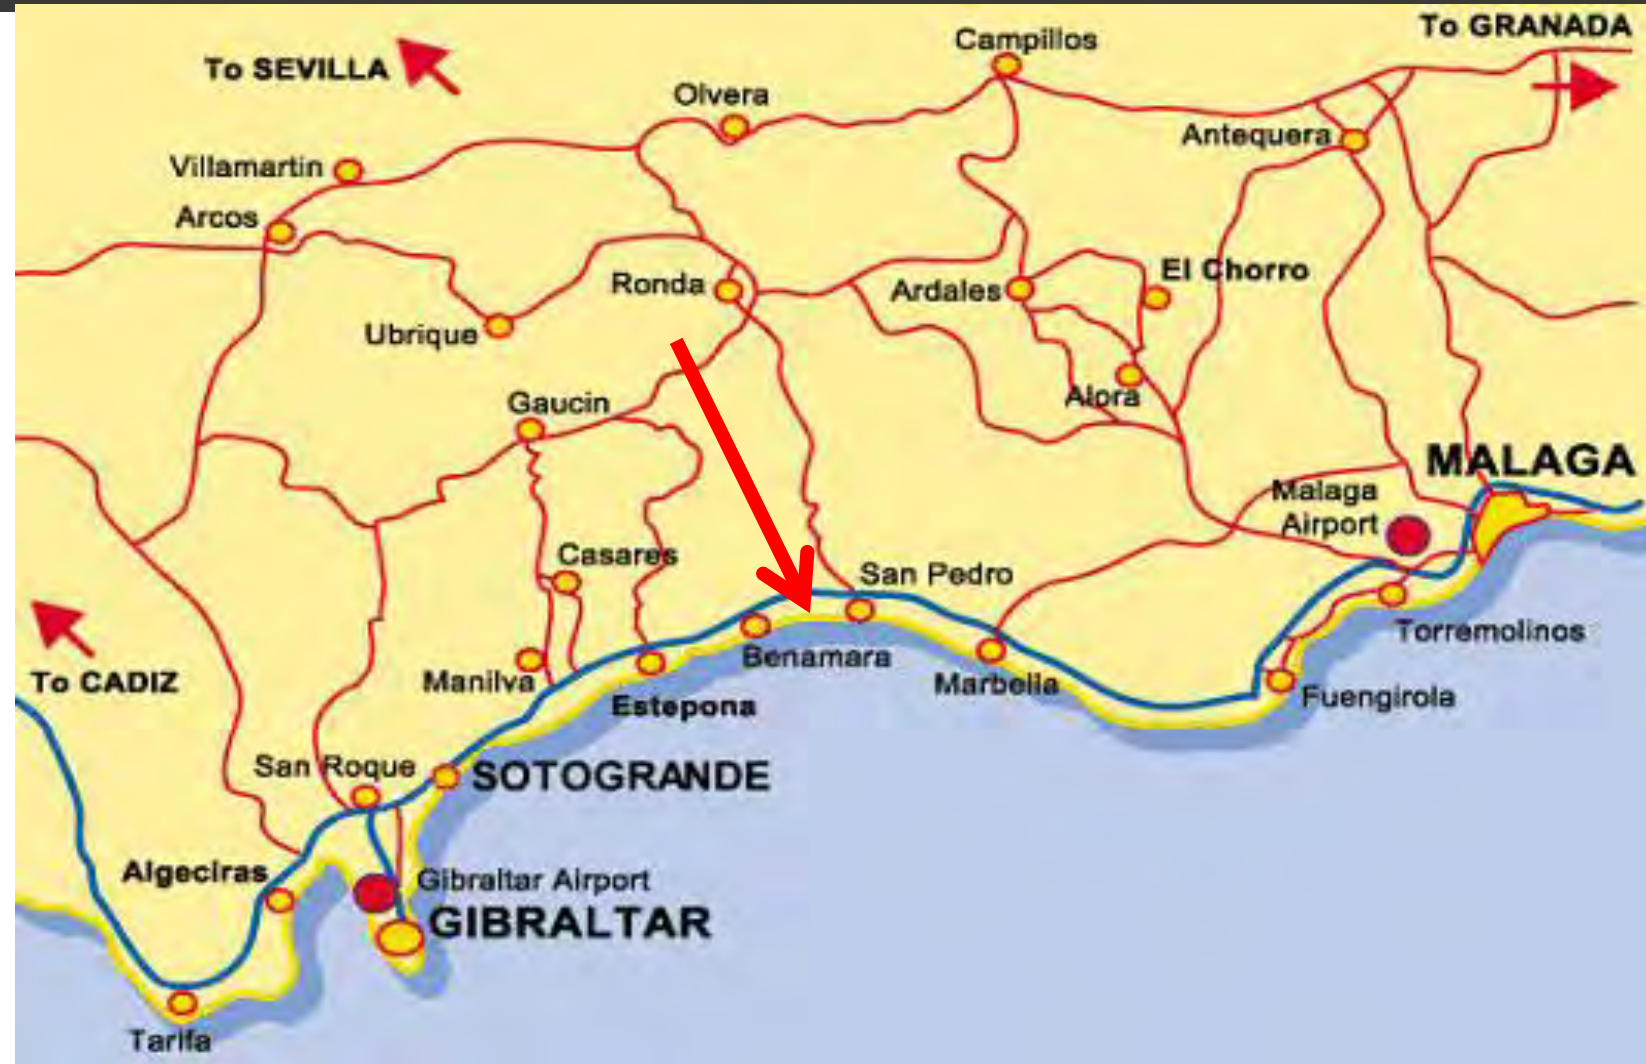 To GRANADA
Campillos
To SEVILLA
Olvera
Antequera
Villamartin
Arcos
El Chorro
Ronda
Ardales
Ubrique
Alora
Gaucin
MALAGA
Malaga
Airport
Casares
San Pedro
Torremolinos
Benamara
To CADIZ
Manilva
Marbella
Fuengirola
Estepona
San Roque
SOTOGRANDE
Algeciras
Gibraltar Airport
GIBRALTAR
Tarifa